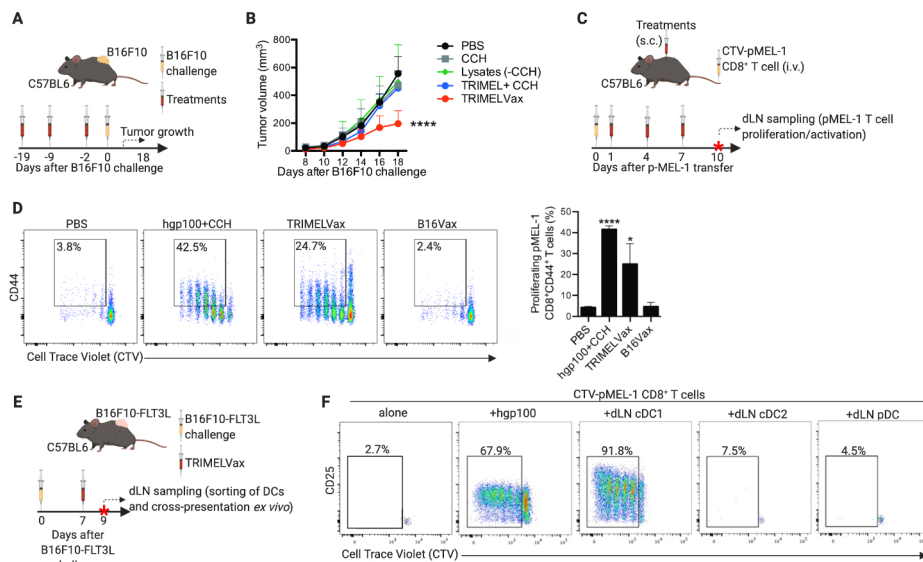 A
B16F10
C57BL6
B16F10
challenge
Treatments
Tumor growth
-19 -9 -2 0 18
Days after B16F10 challenge
B
Tumor volume (mm³)
800
600
400
200
0
8 10 12 14 16 18
Days after B16F10 challenge
PBS
CCH
Lysates (-CCH)
TRIMEL+ CCH
TRIMELVax
****
C
Treatments
(s.c.)
C57BL6
CTV-pMEL-1
CD8⁺ T cell (i.v.)
dLN sampling (pMEL-1 T cell
proliferation/activation)
0 1 4 7 10
Days after p-MEL-1 transfer
D
PBS hgp100+CCH TRIMELVax B16Vax
3.8% 42.5% 24.7% 2.4%
CD44
Cell Trace Violet (CTV)
Proliferating pMEL-1
CD8⁺CD44⁺ T cells (%)
50
40
30
20
10
0
****
*
PBS
hgp100+CCH
TRIMELVax
B16Vax
E
B16F10-FLT3L
C57BL6
B16F10-FLT3L
challenge
TRIMELVax
dLN sampling (sorting of DCs
and cross-presentation ex vivo)
0 7 9
Days after
B16F10-FLT3L
F
CTV-pMEL-1 CD8⁺ T cells
alone +hgp100 +dLN cDC1 +dLN cDC2 +dLN pDC
2.7% 67.9% 91.8% 7.5% 4.5%
CD25
Cell Trace Violet (CTV)